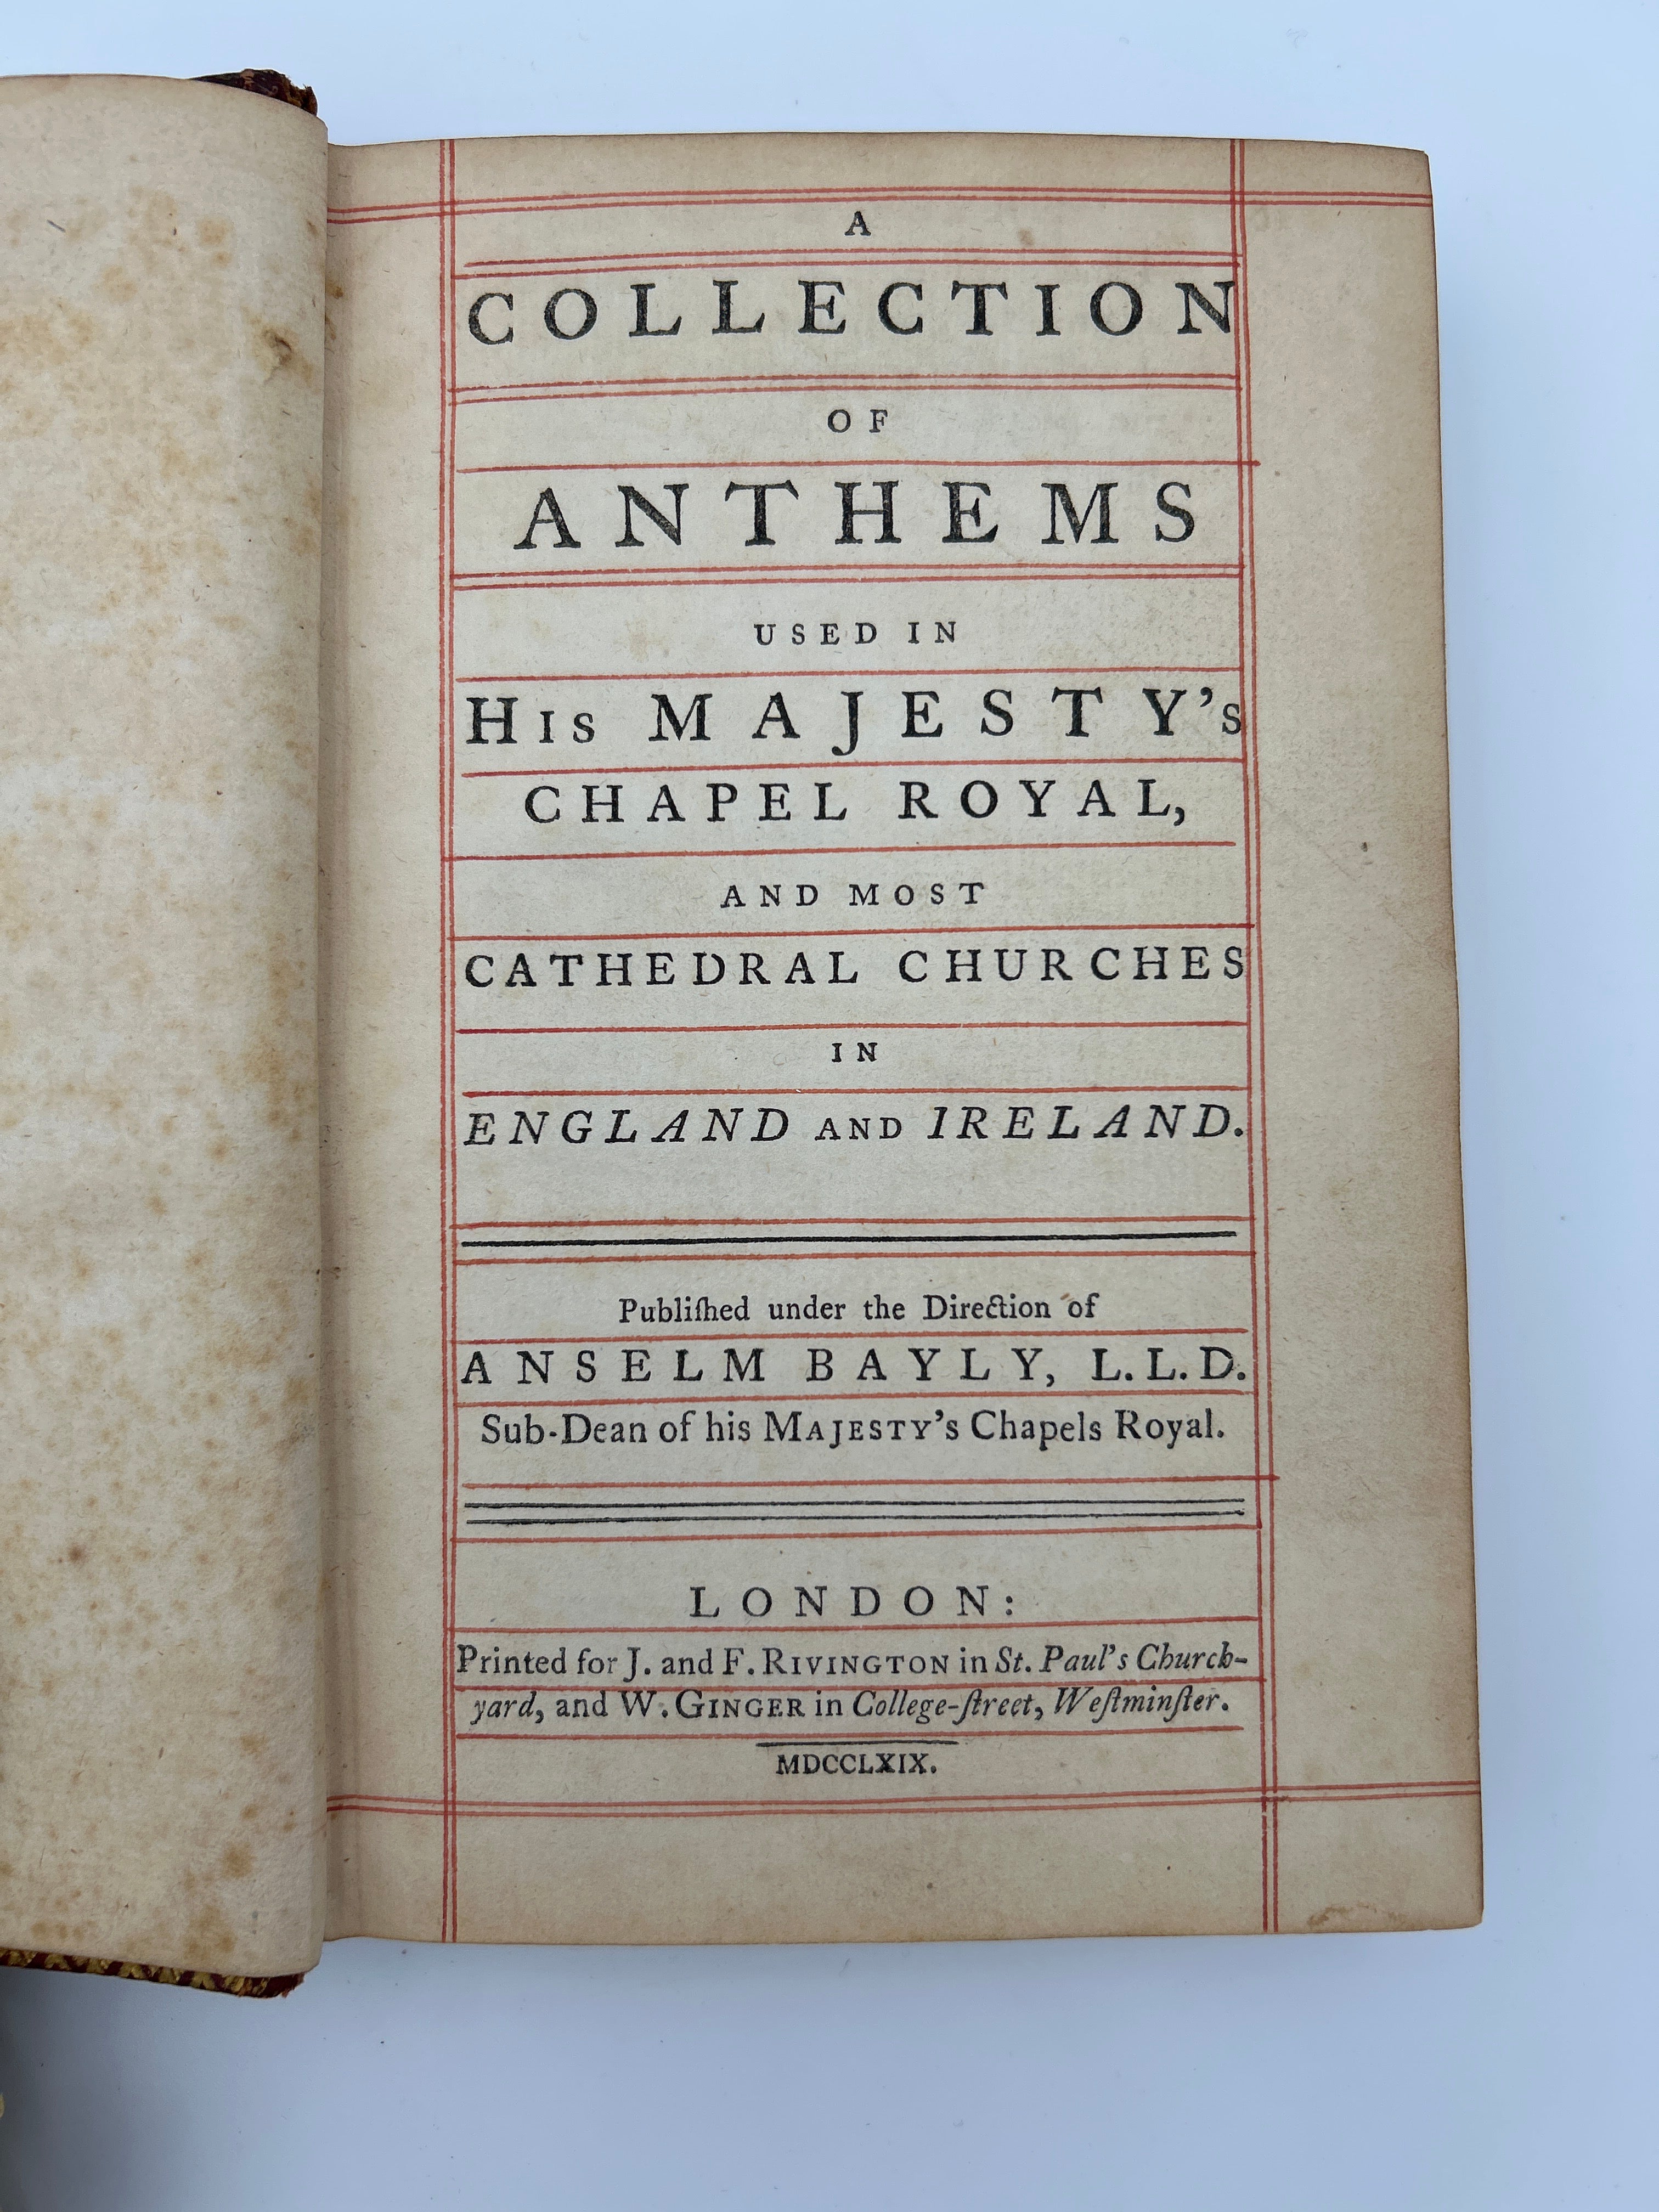 A
COLLECTION
OF
ANTHEMS
USED IN
His MAJESTY's
CHAPEL ROYAL,
AND MOST
CATHEDRAL CHURCHES
IN
ENGLAND AND IRELAND.
Publiſhed under the Direction of
ANSELM BAYLY, L.L.D.
Sub-Dean of his MAJESTY's Chapels Royal.
LONDON:
Printed for J. and F. RIVINGTON in St. Paul's Church-
yard, and W. GINGER in College-ſtreet, Weſtminſter.
MDCCLXIX.